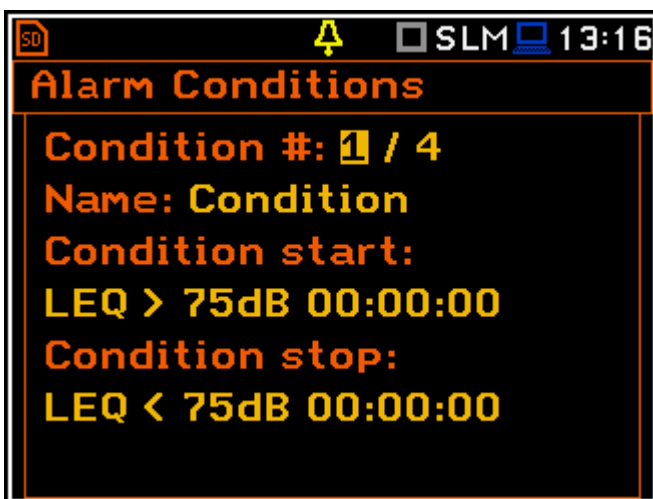 SD SLM 13:16
Alarm Conditions
Condition #: 1 / 4
Name: Condition
Condition start:
LEQ > 75dB 00:00:00
Condition stop:
LEQ < 75dB 00:00:00